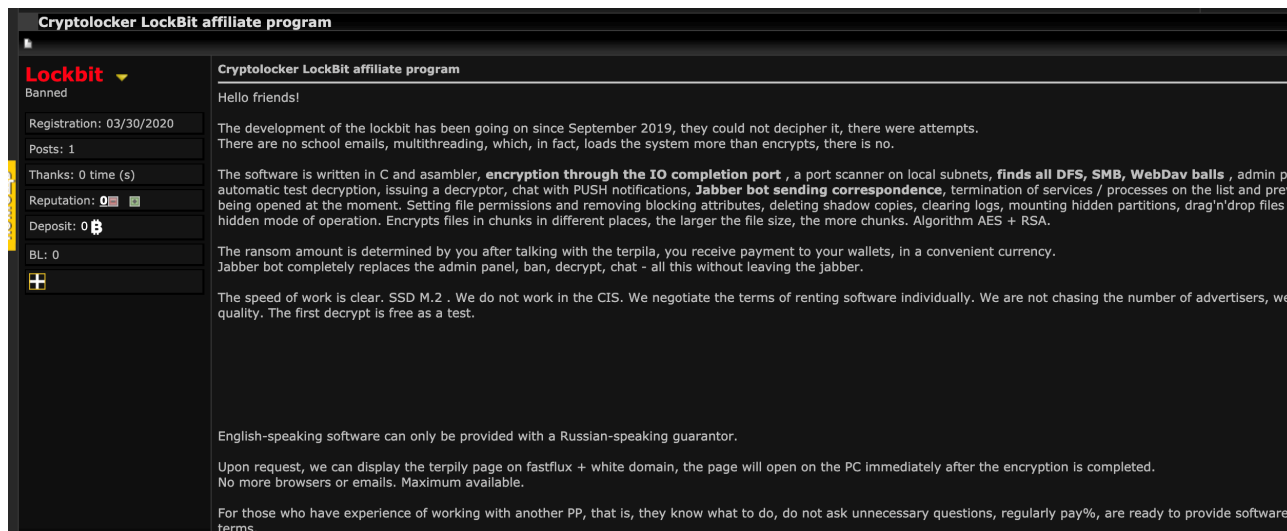 Cryptolocker LockBit affiliate program
Lockbit
Banned
Registration: 03/30/2020
Posts: 1
Thanks: 0 time (s)
Reputation: 0
Deposit: 0
BL: 0
Cryptolocker LockBit affiliate program
Hello friends!
The development of the lockbit has been going on since September 2019, they could not decipher it, there were attempts.
There are no school emails, multithreading, which, in fact, loads the system more than encrypts, there is no.
The software is written in C and asambler, encryption through the IO completion port , a port scanner on local subnets, finds all DFS, SMB, WebDav balls , admin p
automatic test decryption, issuing a decryptor, chat with PUSH notifications, Jabber bot sending correspondence, termination of services / processes on the list and pre
being opened at the moment. Setting file permissions and removing blocking attributes, deleting shadow copies, clearing logs, mounting hidden partitions, drag'n'drop files
hidden mode of operation. Encrypts files in chunks in different places, the larger the file size, the more chunks. Algorithm AES + RSA.
The ransom amount is determined by you after talking with the terpila, you receive payment to your wallets, in a convenient currency.
Jabber bot completely replaces the admin panel, ban, decrypt, chat - all this without leaving the jabber.
The speed of work is clear. SSD M.2 . We do not work in the CIS. We negotiate the terms of renting software individually. We are not chasing the number of advertisers, we
quality. The first decrypt is free as a test.
English-speaking software can only be provided with a Russian-speaking guarantor.
Upon request, we can display the terpily page on fastflux + white domain, the page will open on the PC immediately after the encryption is completed.
No more browsers or emails. Maximum available.
For those who have experience of working with another PP, that is, they know what to do, do not ask unnecessary questions, regularly pay%, are ready to provide software
terms